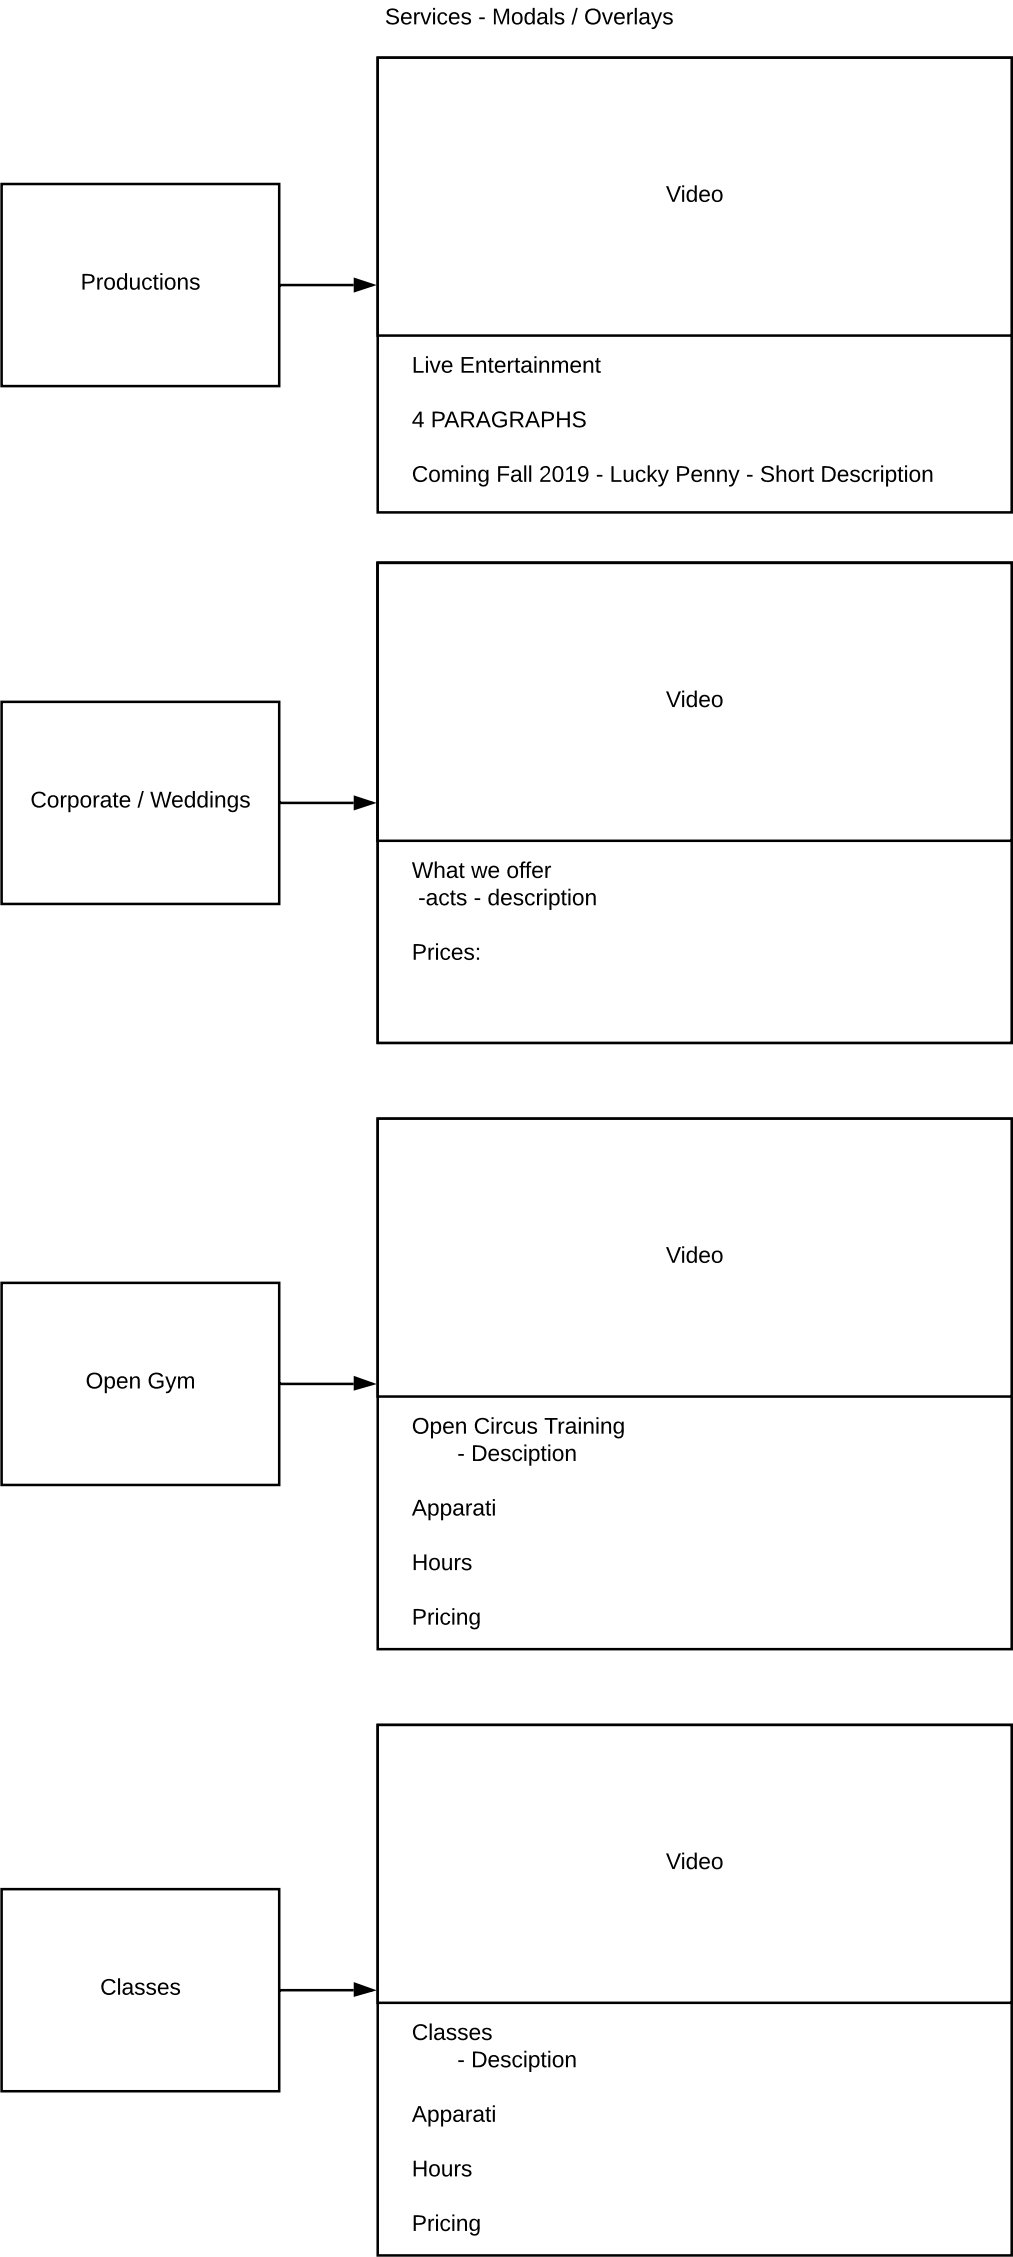 Services - Modals / Overlays
Video
Productions
Live Entertainment
4 PARAGRAPHS
Coming Fall 2019 - Lucky Penny - Short Description
Video
Corporate / Weddings
What we offer
-acts - description
Prices:
Video
Open Gym
Open Circus Training
- Desciption
Apparati
Hours
Pricing
Video
Classes
Classes
- Desciption
Apparati
Hours
Pricing